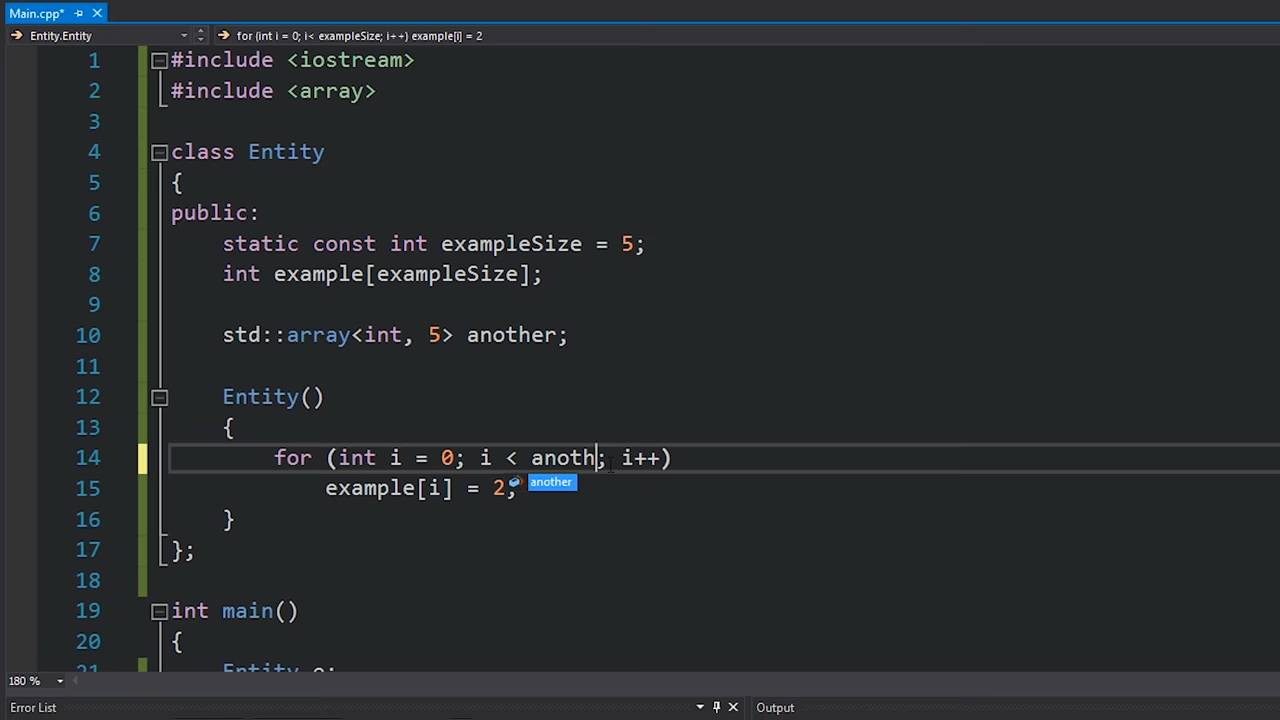 Main.cpp*
Entity.Entity for (int i = 0; i< exampleSize; i++) example[i] = 2
1 #include <iostream>
2 #include <array>
3
4 class Entity
5 {
6 public:
7 static const int exampleSize = 5;
8 int example[exampleSize];
9
10 std::array<int, 5> another;
11
12 Entity()
13 {
14 for (int i = 0; i < anoth; i++)
15 example[i] = 2;
another
16 }
17 };
18
19 int main()
20 {
21 Entity e;
180 %
Error List Output